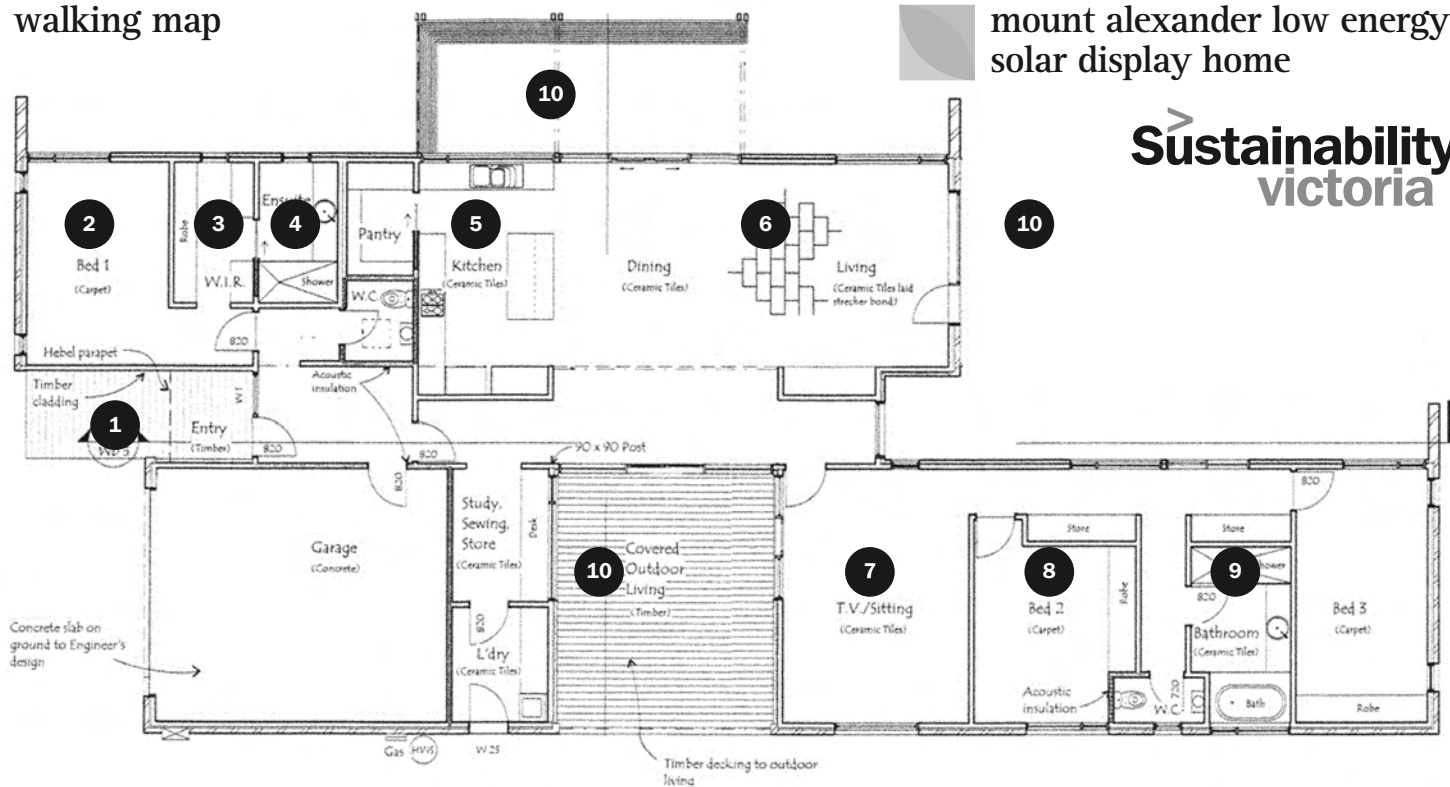 walking map
mount alexander low energy
solar display home
Sustainability
victoria
10
2
3
4
5
6
10
Ensuite
Robe
Pantry
Bed 1
(Carpet)
W.I.R.
Shower
Kitchen
(Ceramic Tiles)
Dining
(Ceramic Tiles)
Living
(Ceramic Tiles laid
strecher bond)
W.C.
820
Hebel parapet
Timber
cladding
Acoustic
insulation
W1
1
Entry
(Timber)
820
820
90 x 90 Post
820
820
Study,
Sewing,
Store
(Ceramic Tiles)
Desk
Garage
(Concrete)
10
Covered
Outdoor
Living
(Timber)
7
T.V./Sitting
(Ceramic Tiles)
Store
8
Bed 2
(Carpet)
Robe
Store
9
820
Bathroom
(Ceramic Tiles)
Bed 3
(Carpet)
Concrete slab on
ground to Engineer's
design
820
L'dry
(Ceramic Tiles)
Acoustic
insulation
W.C.
720
Bath
Robe
Gas
HWS
W 25
Timber decking to outdoor
living